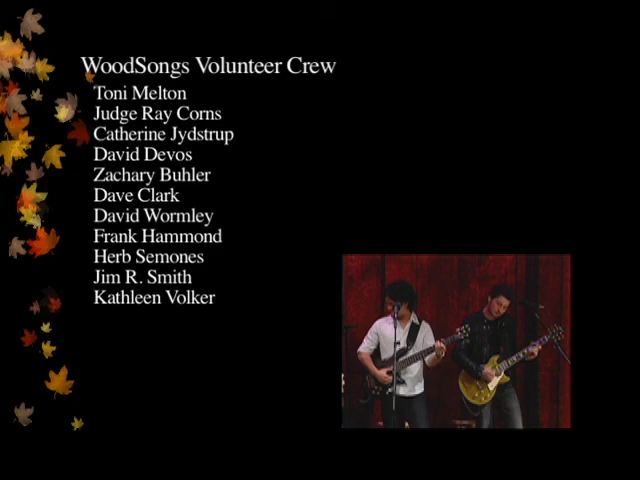 WoodSongs Volunteer Crew
Toni Melton
Judge Ray Corns
Catherine Jydstrup
David Devos
Zachary Buhler
Dave Clark
David Wormley
Frank Hammond
Herb Semones
Jim R. Smith
Kathleen Volker